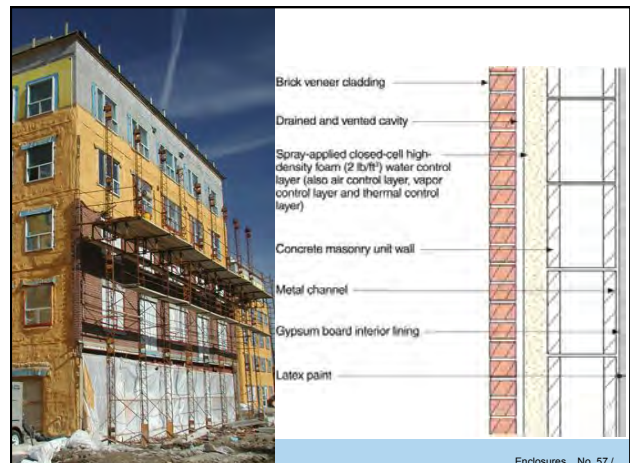 Brick veneer cladding
Drained and vented cavity
Spray-applied closed-cell high-
density foam (2 lb/ft³) water control
layer (also air control layer, vapor
control layer and thermal control
layer)
Concrete masonry unit wall
Metal channel
Gypsum board interior lining
Latex paint
Enclosures No. 57 /